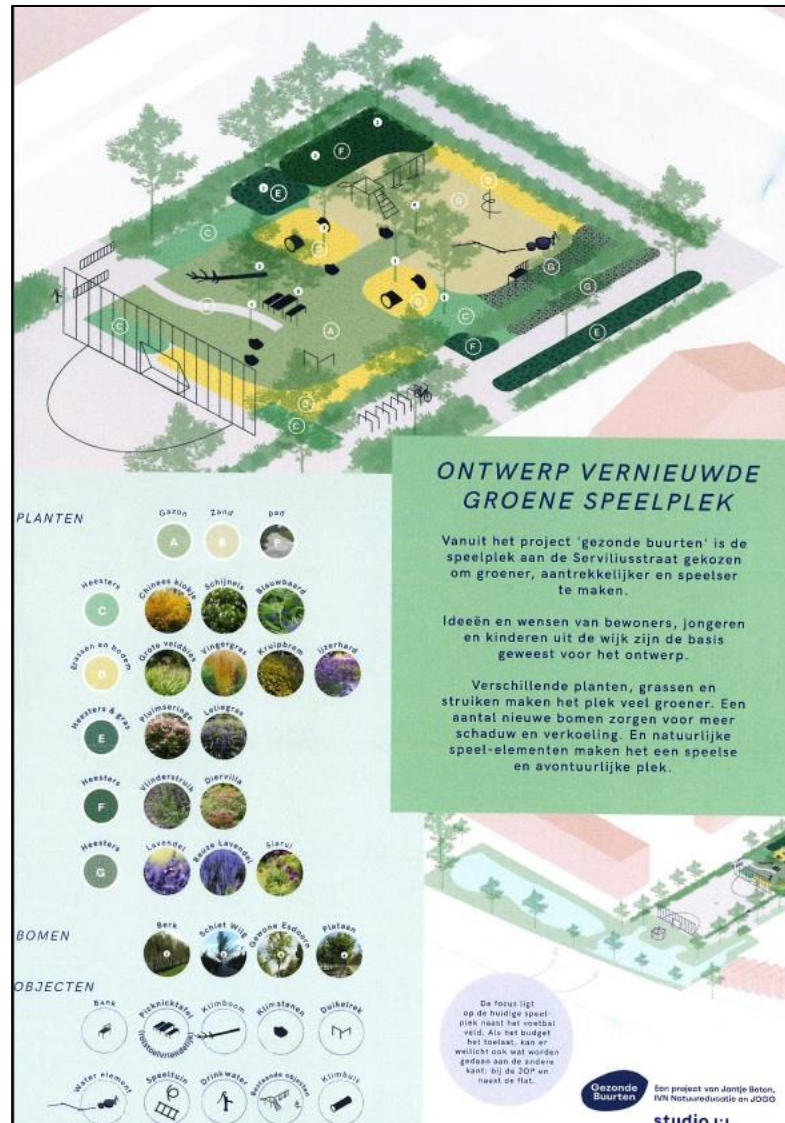 ONTWERP VERNIEUWDE
GROENE SPEELPLEK
Vanuit het project 'gezonde buurten' is de
speelplek aan de Serviliusstraat gekozen
om groener, aantrekkelijker en speelser
te maken.
Ideeën en wensen van bewoners, jongeren
en kinderen uit de wijk zijn de basis
geweest voor het ontwerp.
Verschillende planten, grassen en
struiken maken het plek veel groener. Een
aantal nieuwe bomen zorgen voor meer
schaduw en verkoeling. En natuurlijke
speel-elementen maken het een speelse
en avontuurlijke plek.
PLANTEN
Gazon Zand pad
A B P
Heesters Chinees klokje Schijnels Blauwbaard
C
grassen en bodem Grote veldbies Vingergras Kruipbrem ijzerhard
D
Heesters & gras Pluimseringe Leliegras
E
Heesters Vlinderstruik Diervilla
F
Heesters Lavendel Reuze Lavendel Sierui
G
BOMEN
Berk Schiet Wilg Gewone Esdoorn Plataan
OBJECTEN
Bank Picknicktafel (rolstoelvriendelijk) Klimboom Klimstenen Duikelrek
Water element Speeltuin Drinkwater Bestaande objecten Klimbuis
De focus ligt
op de huidige speel-
plek naast het voetbal
veld. Als het budget
het toelaat, kan er
wellicht ook wat worden
gedaan aan de andere
kant: bij de JOP en
naast de flat.
Gezonde
Buurten
Een project van Jantje Beton,
IVN Natuureducatie en JOGG
studio